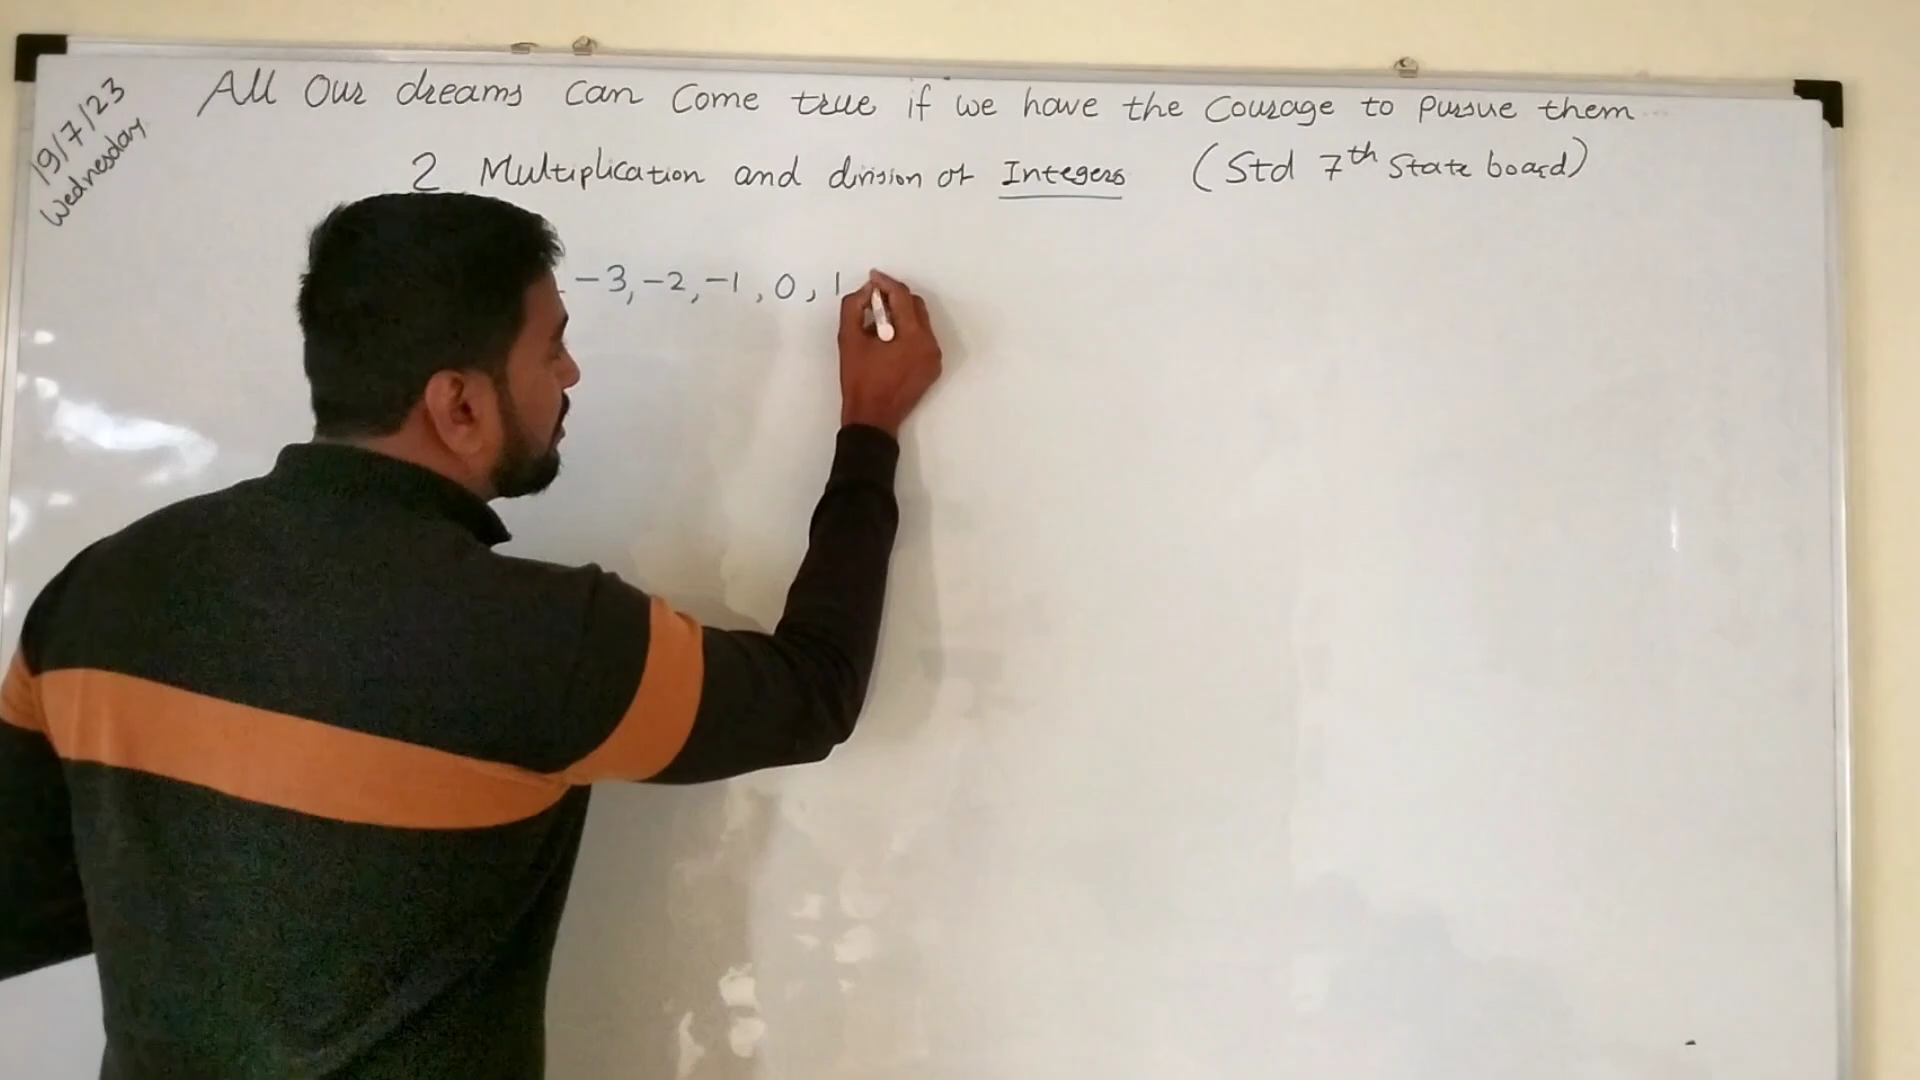 19/7/23
Wednesday
All Our dreams can Come true if we have the Courage to pursue them...
2 Multiplication and division of Integers (Std 7th State board)
-3, -2, -1, 0, 1